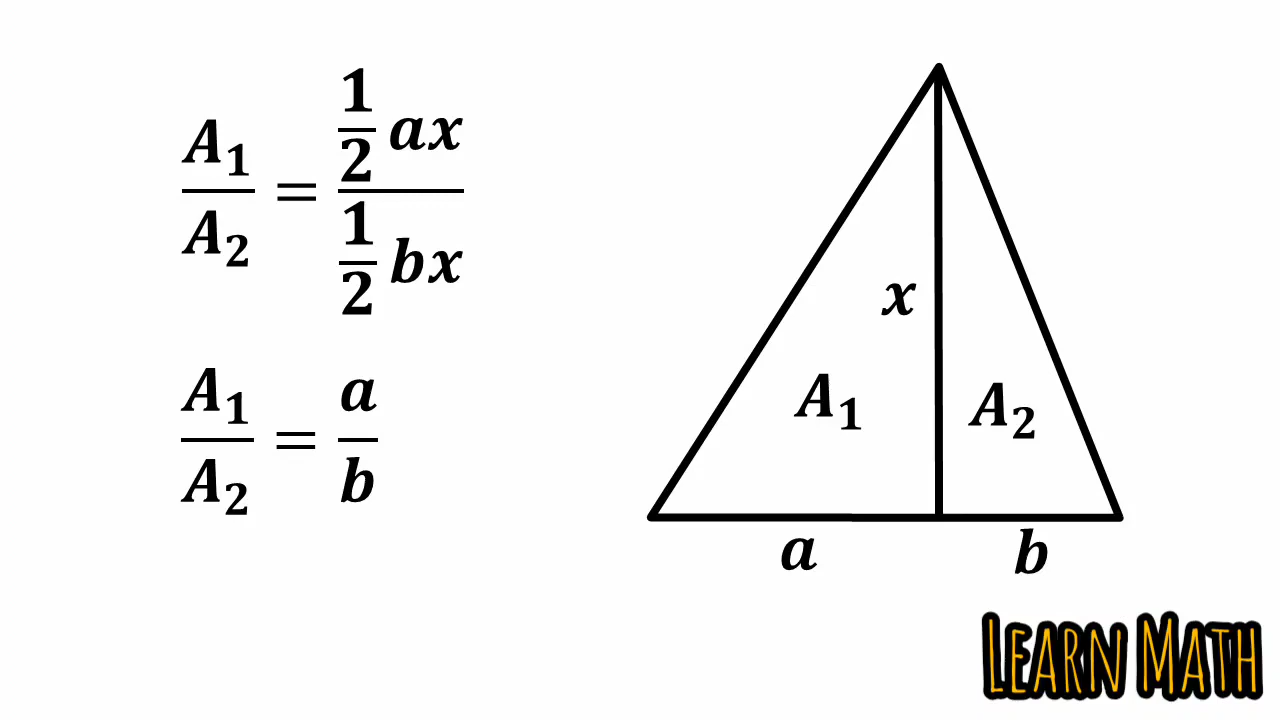 A₁/A₂ = (1/2 ax)/(1/2 bx)
A₁/A₂ = a/b
x
A₁ A₂
a b
LEARN MATH